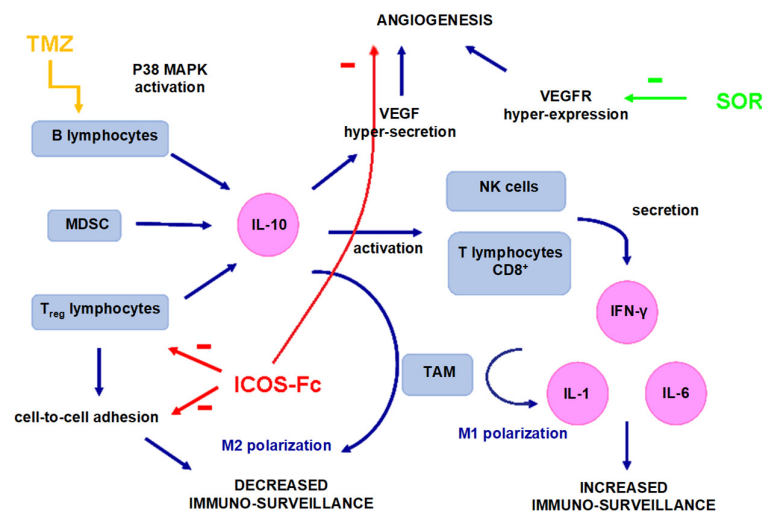 ANGIOGENESIS
TMZ
P38 MAPK
activation
VEGF
hyper-secretion
VEGFR
hyper-expression
SOR
B lymphocytes
NK cells
secretion
MDSC
IL-10
activation
T lymphocytes
CD8⁺
Treg lymphocytes
IFN-γ
ICOS-Fc
TAM
IL-1
IL-6
cell-to-cell adhesion
M2 polarization
M1 polarization
DECREASED
IMMUNO-SURVEILLANCE
INCREASED
IMMUNO-SURVEILLANCE